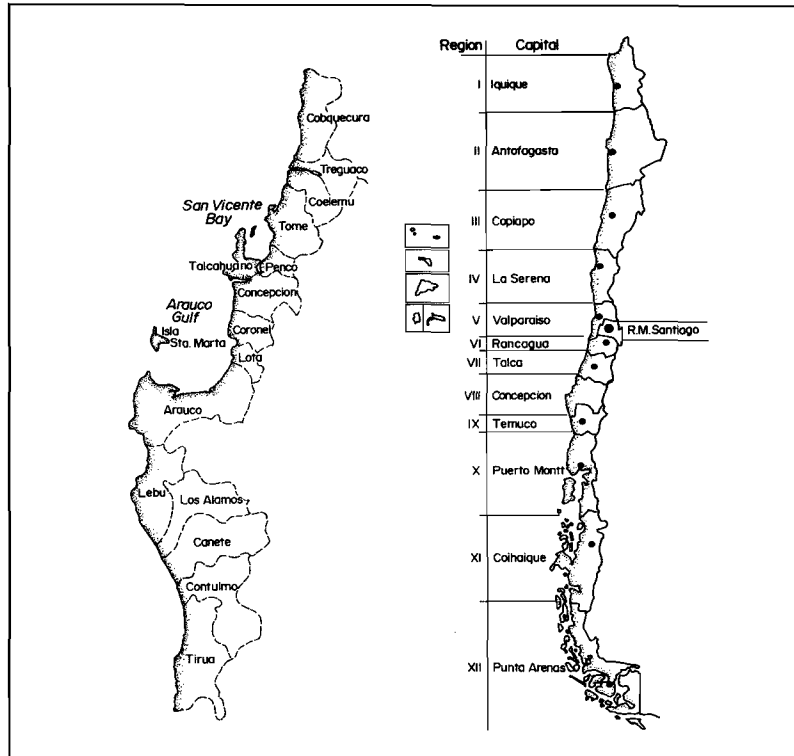 Cobquecura
Treguaco
Coelemu
San Vicente
Bay
Tome
Talcahuano
Penco
Concepcion
Arauco
Gulf
Isla
Sta. Marta
Coronel
Lota
Arauco
Lebu
Los Alamos
Canete
Contulmo
Tirua
Region Capital
I Iquique
II Antofagasta
III Copiapo
IV La Serena
V Valparaiso
R.M. Santiago
VI Rancagua
VII Talca
VIII Concepcion
IX Temuco
X Puerto Montt
XI Coihaique
XII Punta Arenas